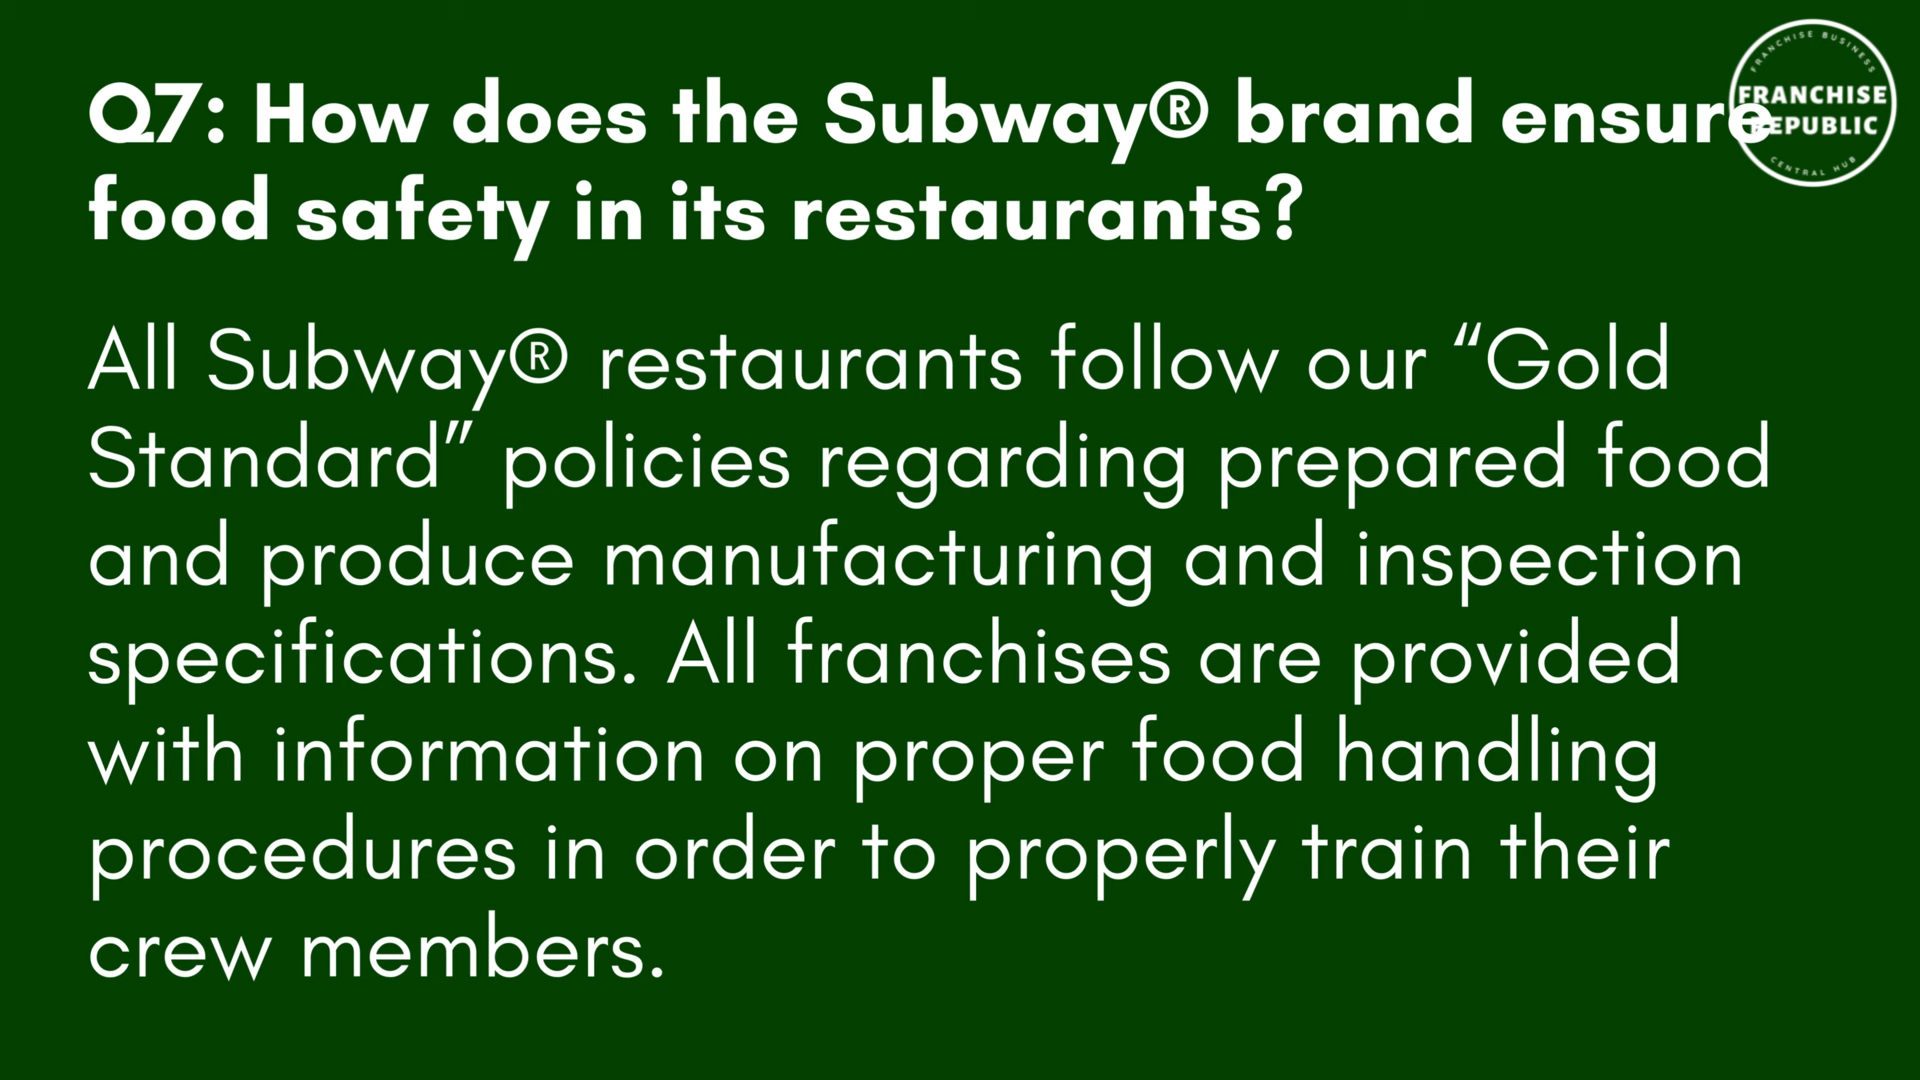 Q7: How does the Subway® brand ensure
food safety in its restaurants?
All Subway® restaurants follow our “Gold
Standard” policies regarding prepared food
and produce manufacturing and inspection
specifications. All franchises are provided
with information on proper food handling
procedures in order to properly train their
crew members.
FRANCHISE BUSINESS
FRANCHISE
REPUBLIC
CENTRAL HUB